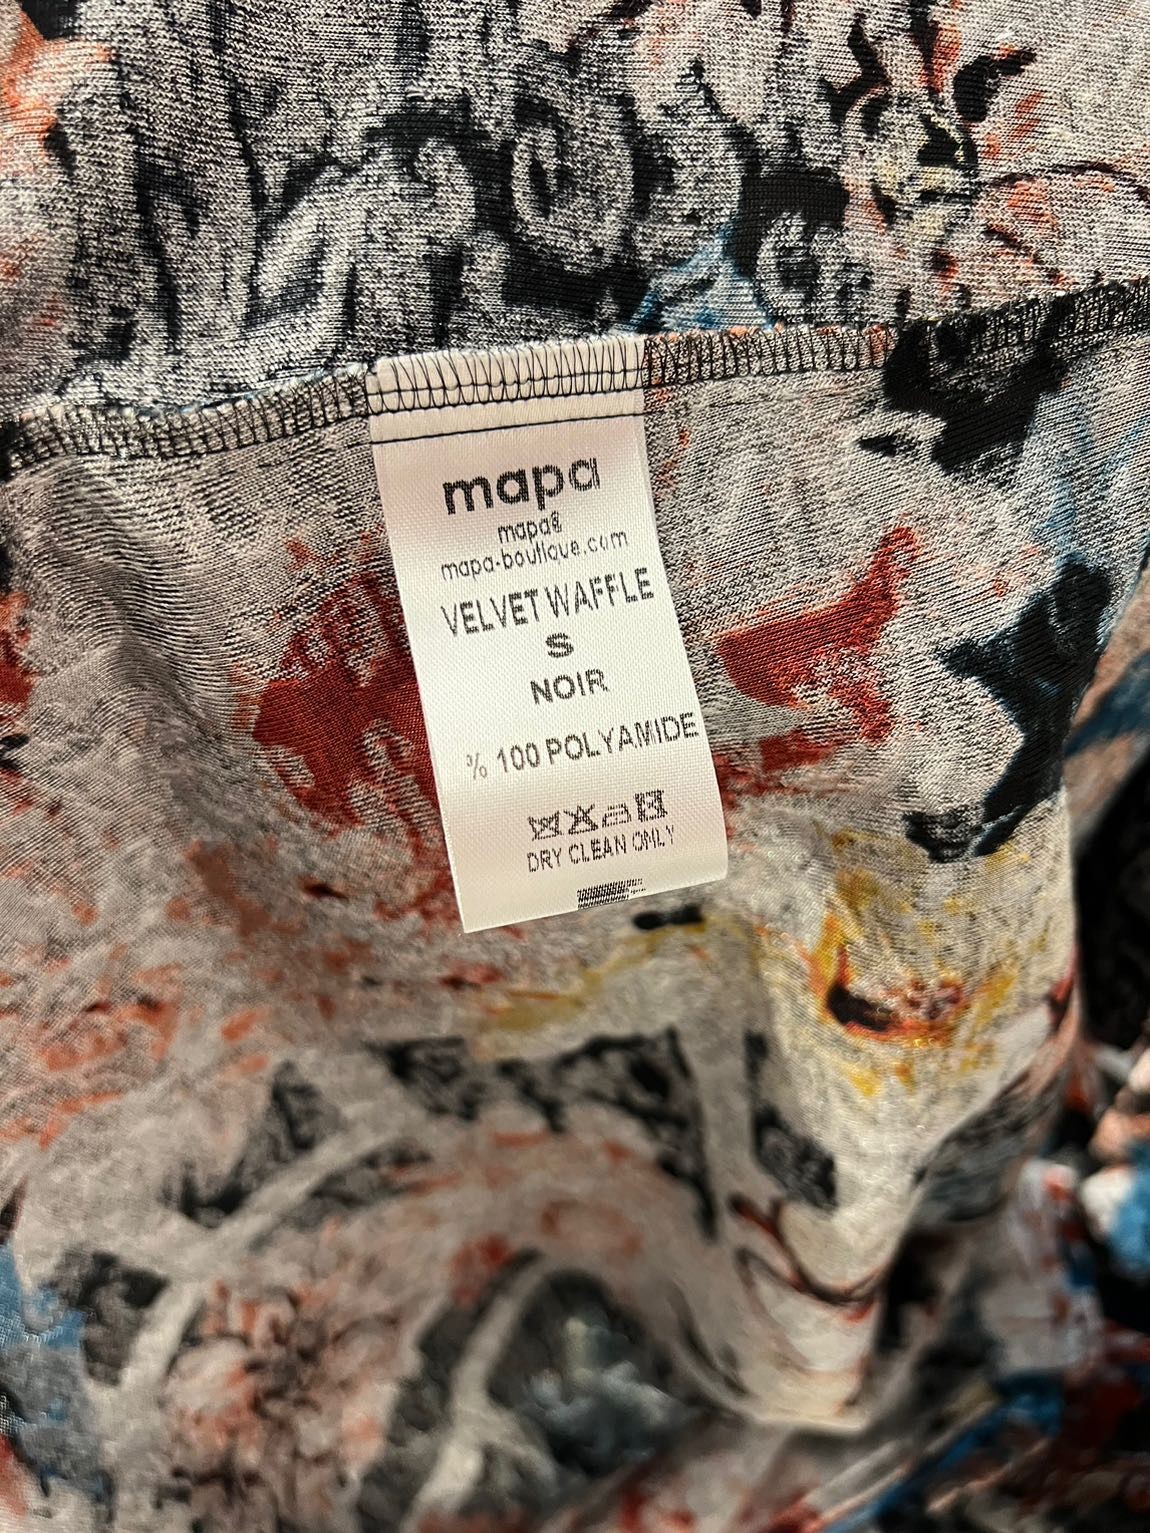 mapa
mapa®
mapa-boutique.com
VELVET WAFFLE
S
NOIR
% 100 POLYAMIDE
DRY CLEAN ONLY